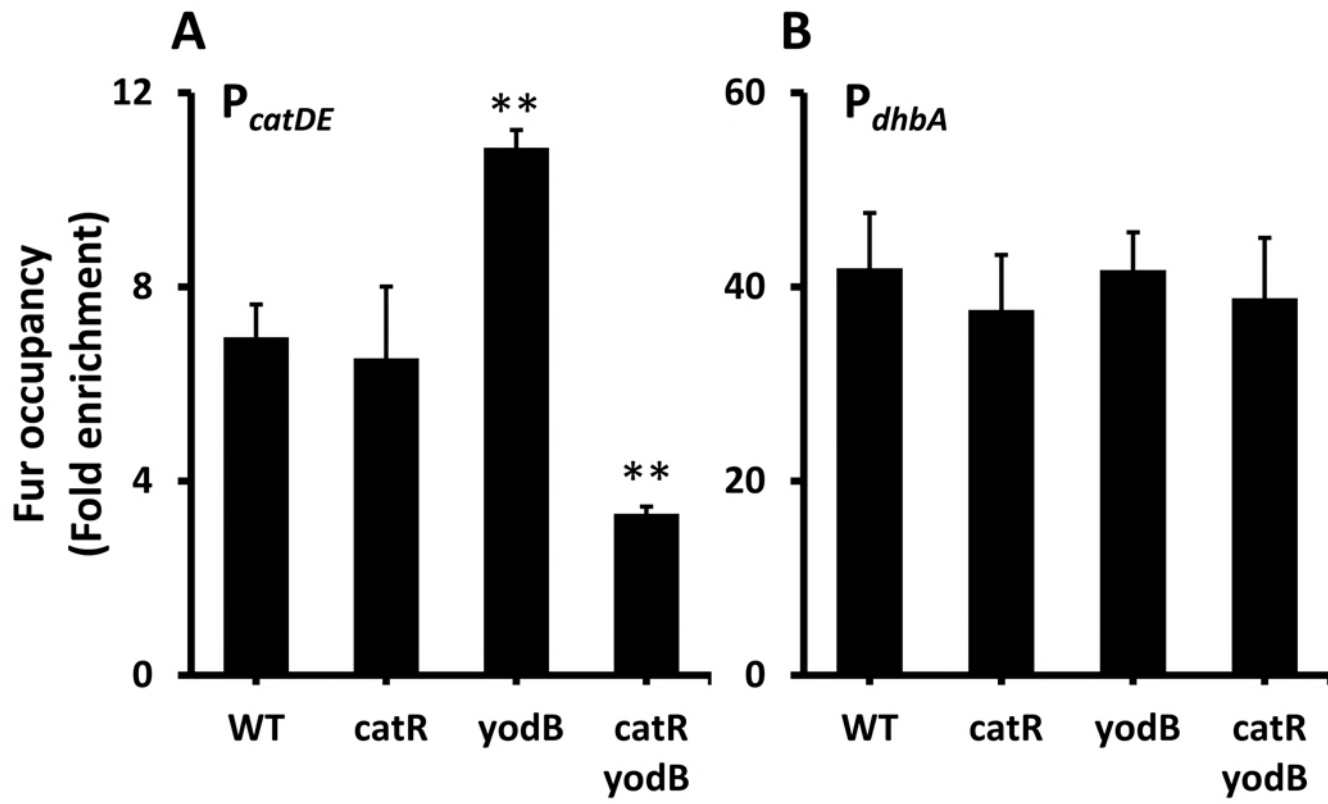 A
B
P catDE
P dhbA
Fur occupancy
(Fold enrichment)
12
8
4
0
**
**
WT
catR
yodB
catR
yodB
60
40
20
0
WT
catR
yodB
catR
yodB